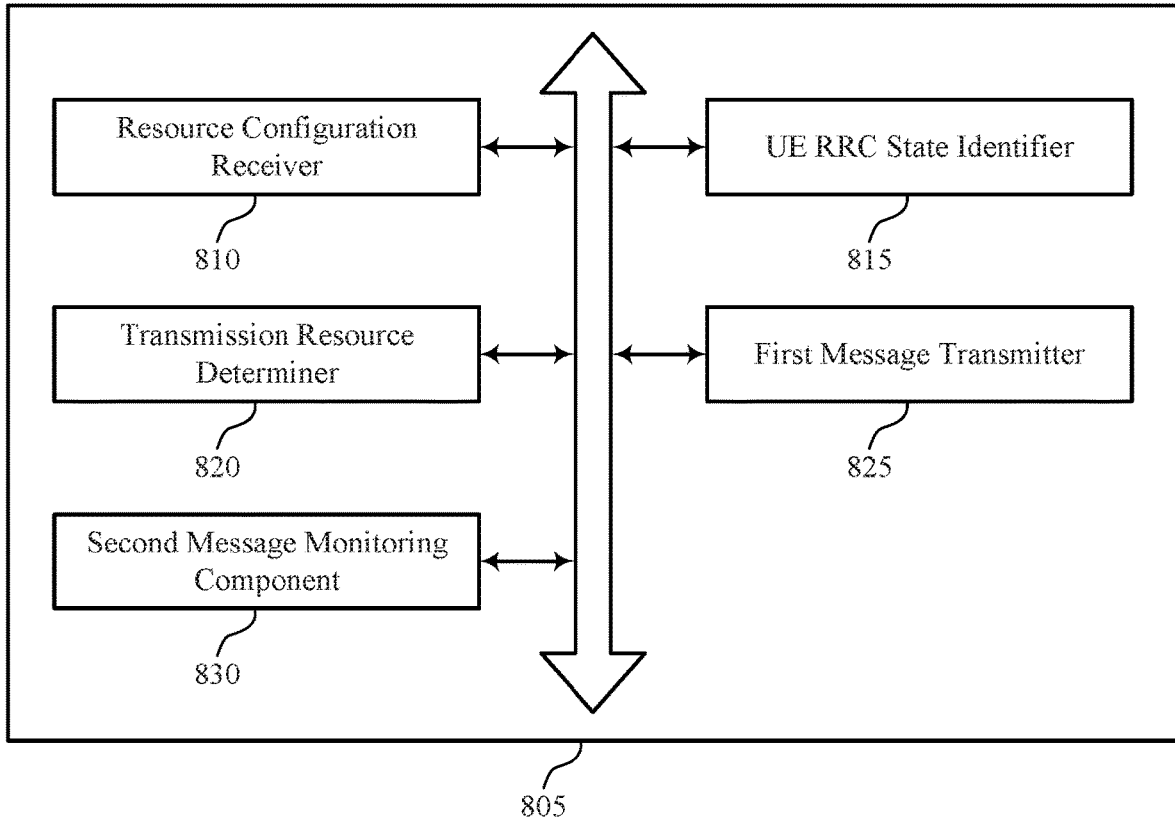 Resource Configuration
Receiver
810
UE RRC State Identifier
815
Transmission Resource
Determiner
820
First Message Transmitter
825
Second Message Monitoring
Component
830
805